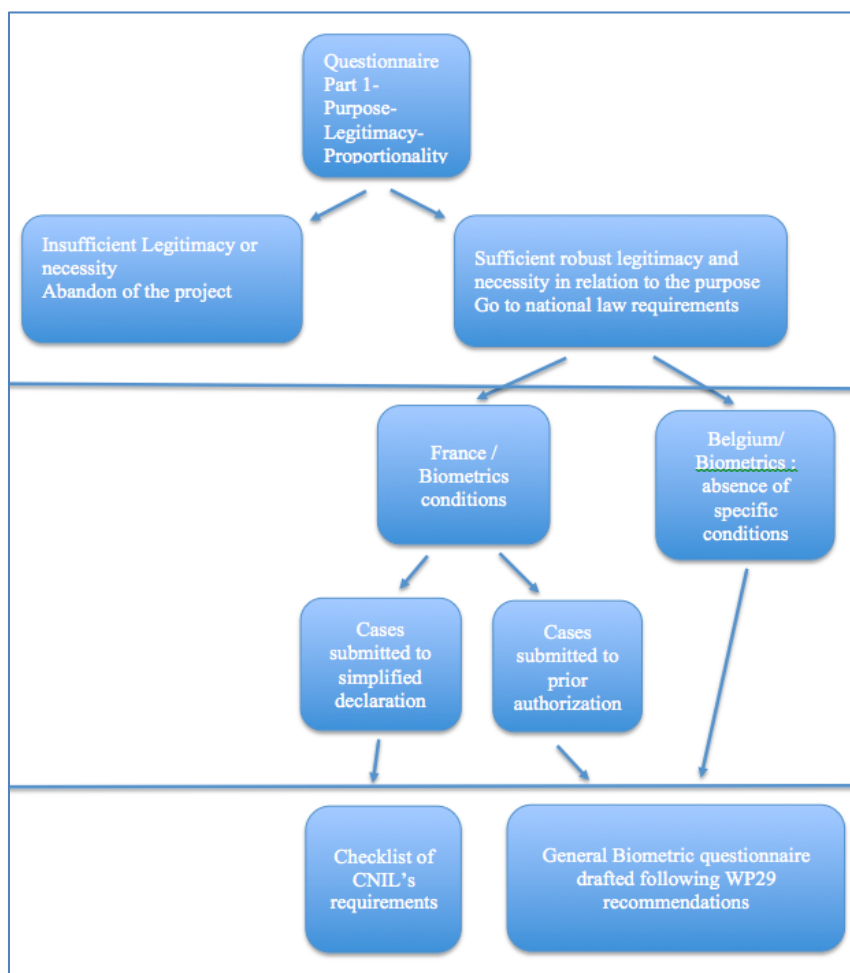 Questionnaire
Part 1-
Purpose-
Legitimacy-
Proportionality
Insufficient Legitimacy or
necessity
Abandon of the project
Sufficient robust legitimacy and
necessity in relation to the purpose
Go to national law requirements
France /
Biometrics
conditions
Belgium/
Biometrics :
absence of
specific
conditions
Cases
submitted to
simplified
declaration
Cases
submitted to
prior
authorization
Checklist of
CNIL's
requirements
General Biometric questionnaire
drafted following WP29
recommendations